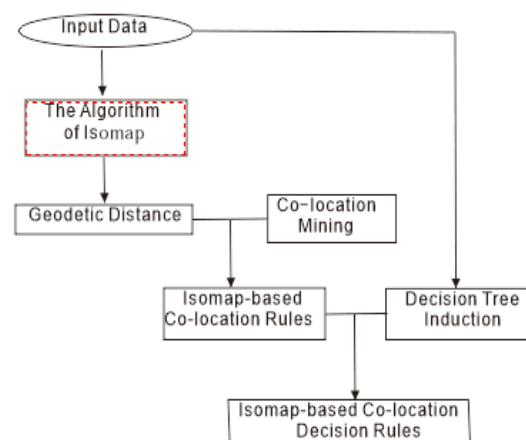 Input Data
The Algorithm
of Isomap
Geodetic Distance
Co-location
Mining
Isomap-based
Co-location Rules
Decision Tree
Induction
Isomap-based Co-location
Decision Rules